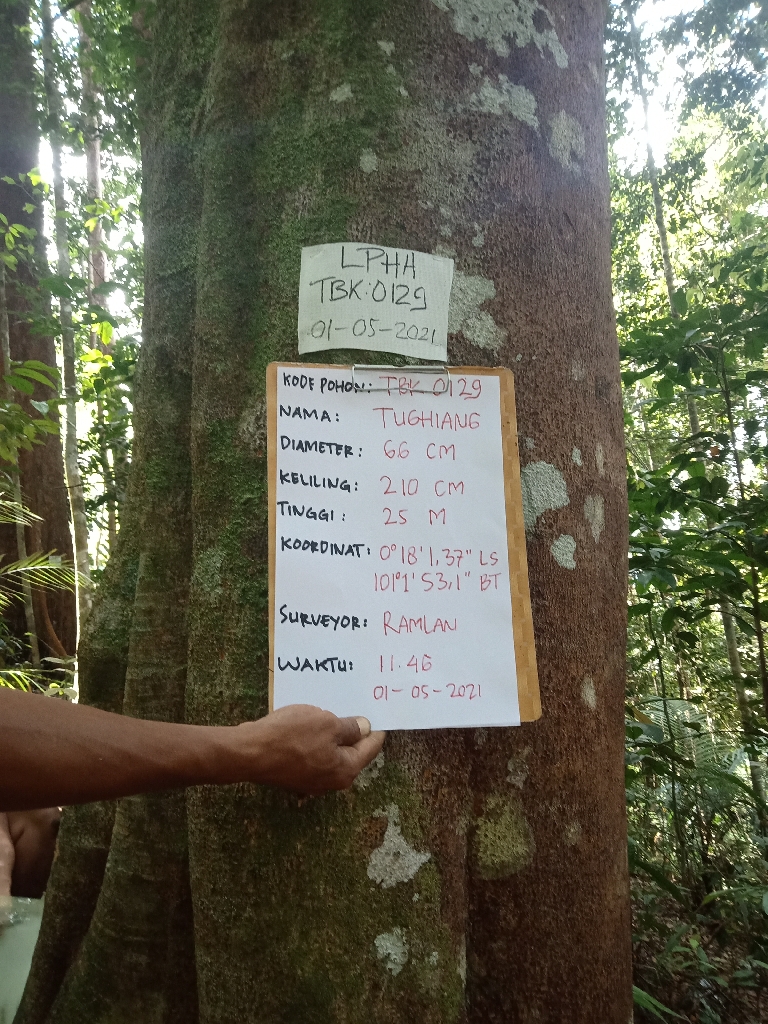 LPHA
TBK:0129
01-05-2021
KODE POHON: TBK 0129
NAMA: TUGHIANG
DIAMETER: 66 CM
KELILING: 210 CM
TINGGI: 25 M
KOORDINAT: 0°18'1,37" LS
101°1'53,1" BT
SURVEYOR: RAMLAN
WAKTU: 11.46
01-05-2021